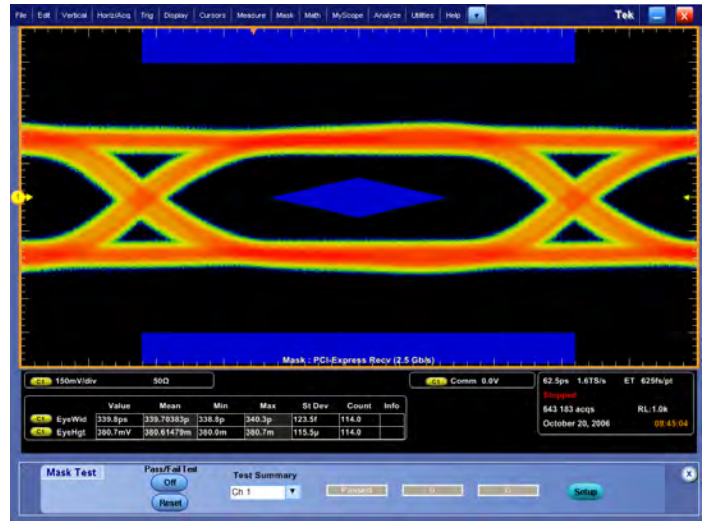 File Edit Vertical Horiz/Acq Trig Display Cursors Measure Mask Math MyScope Analyze Utilities Help Tek X
1
Mask : PCI-Express Recv (2.5 Gb/s)
C1 150mV/div 50Ω
C1 Comm 0.0V
62.5ps 1.6TS/s ET 625fs/pt
Stopped
643 183 acqs RL:1.0k
October 20, 2006 09:45:04
Value Mean Min Max St Dev Count Info
C1 EyeWid 339.8ps 339.70383p 338.8p 340.3p 123.5f 114.0
C1 EyeHgt 380.7mV 380.61479m 380.0m 380.7m 115.5µ 114.0
Mask Test
Pass/Fail Test
Off
Reset
Test Summary
Ch 1
Passed
0
0
Setup
X